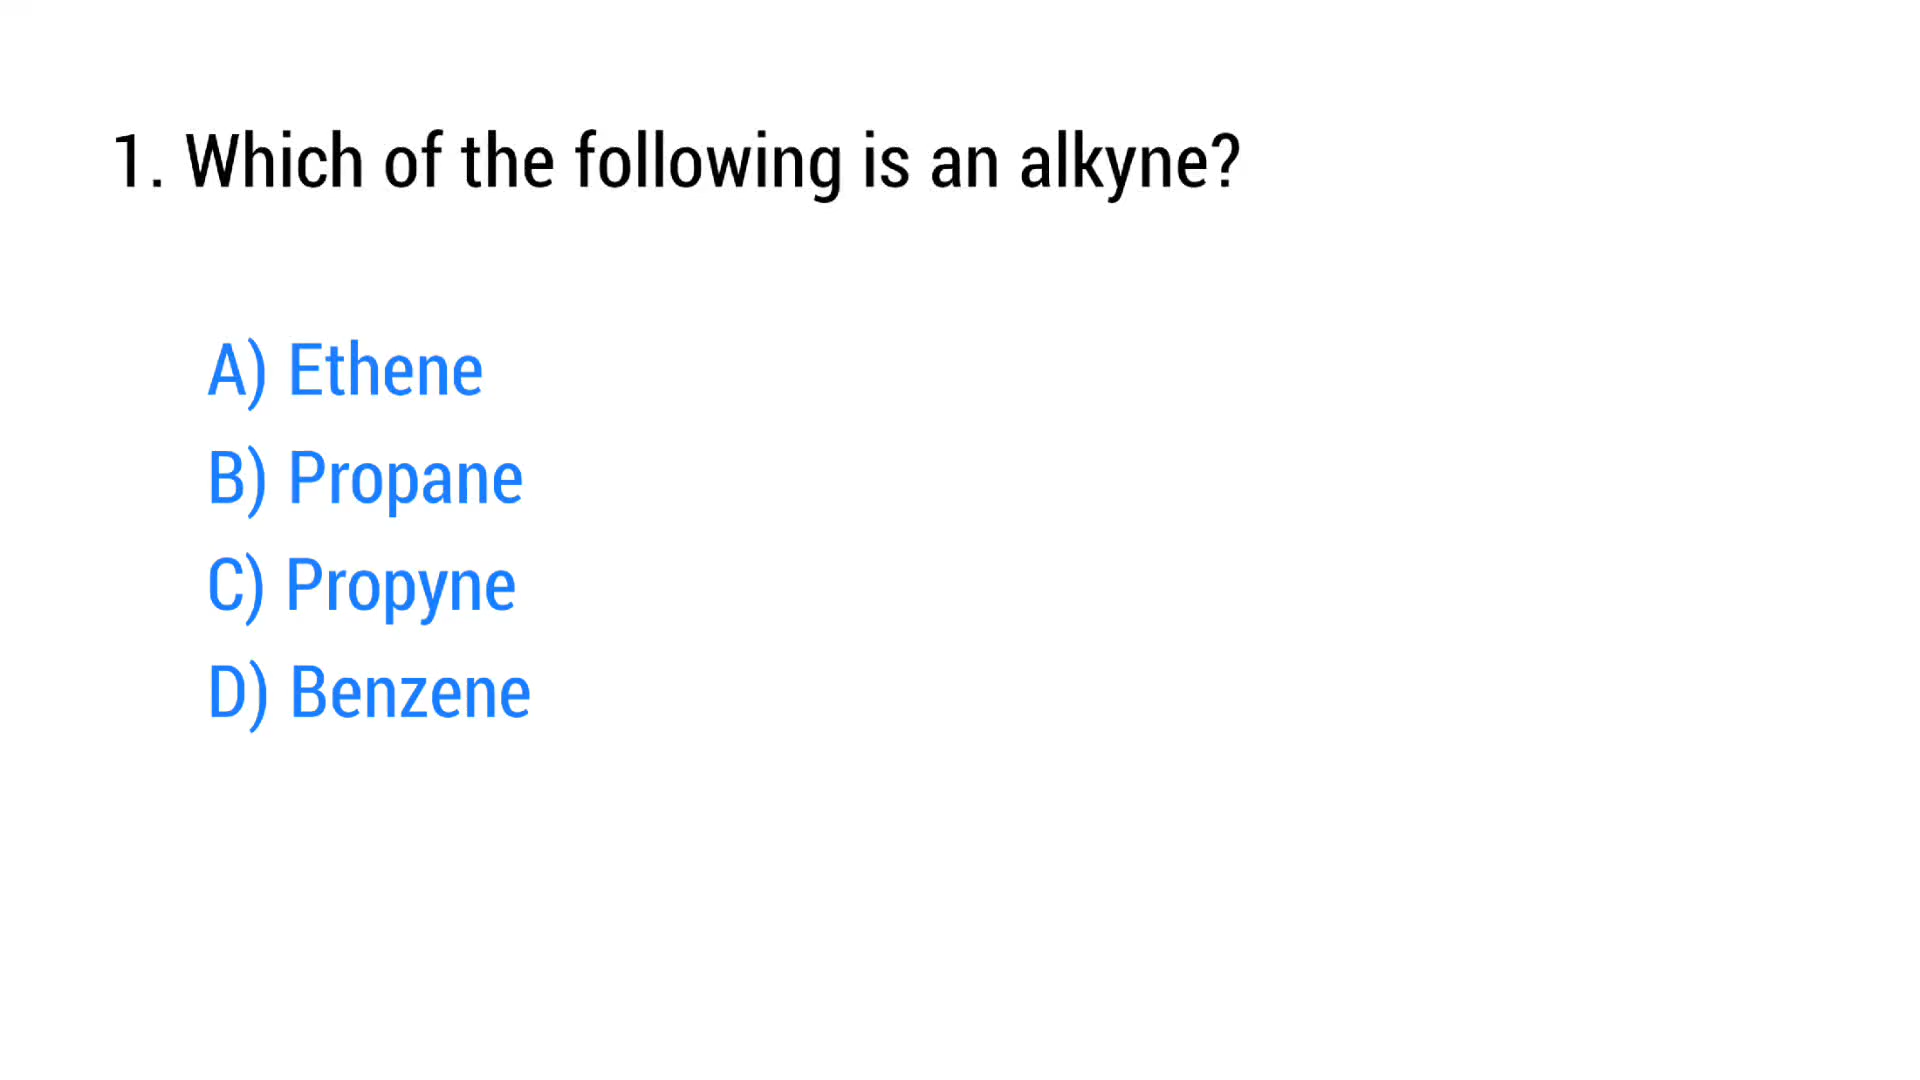 1. Which of the following is an alkyne?
A) Ethene
B) Propane
C) Propyne
D) Benzene